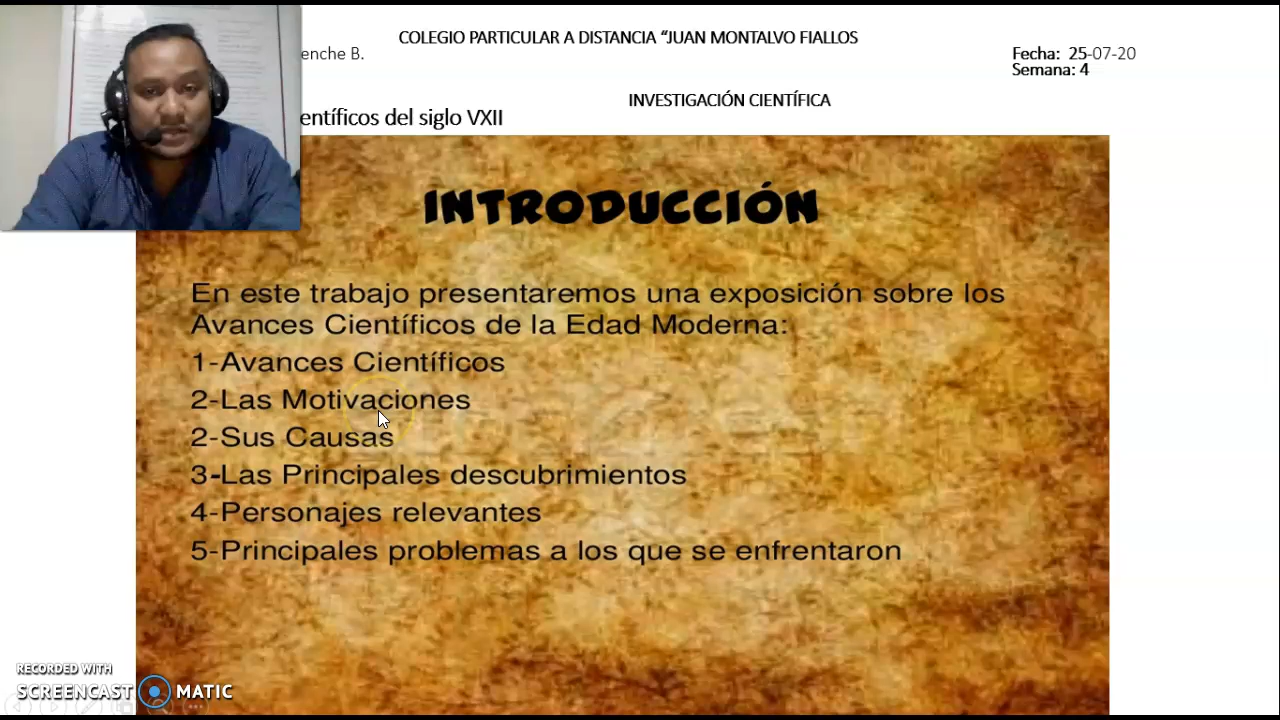 COLEGIO PARTICULAR A DISTANCIA “JUAN MONTALVO FIALLOS
enche B.
Fecha: 25-07-20
Semana: 4
INVESTIGACIÓN CIENTÍFICA
entíficos del siglo VXII
INTRODUCCIÓN
En este trabajo presentaremos una exposición sobre los
Avances Científicos de la Edad Moderna:
1-Avances Científicos
2-Las Motivaciones
2-Sus Causas
3-Las Principales descubrimientos
4-Personajes relevantes
5-Principales problemas a los que se enfrentaron
RECORDED WITH
SCREENCAST MATIC